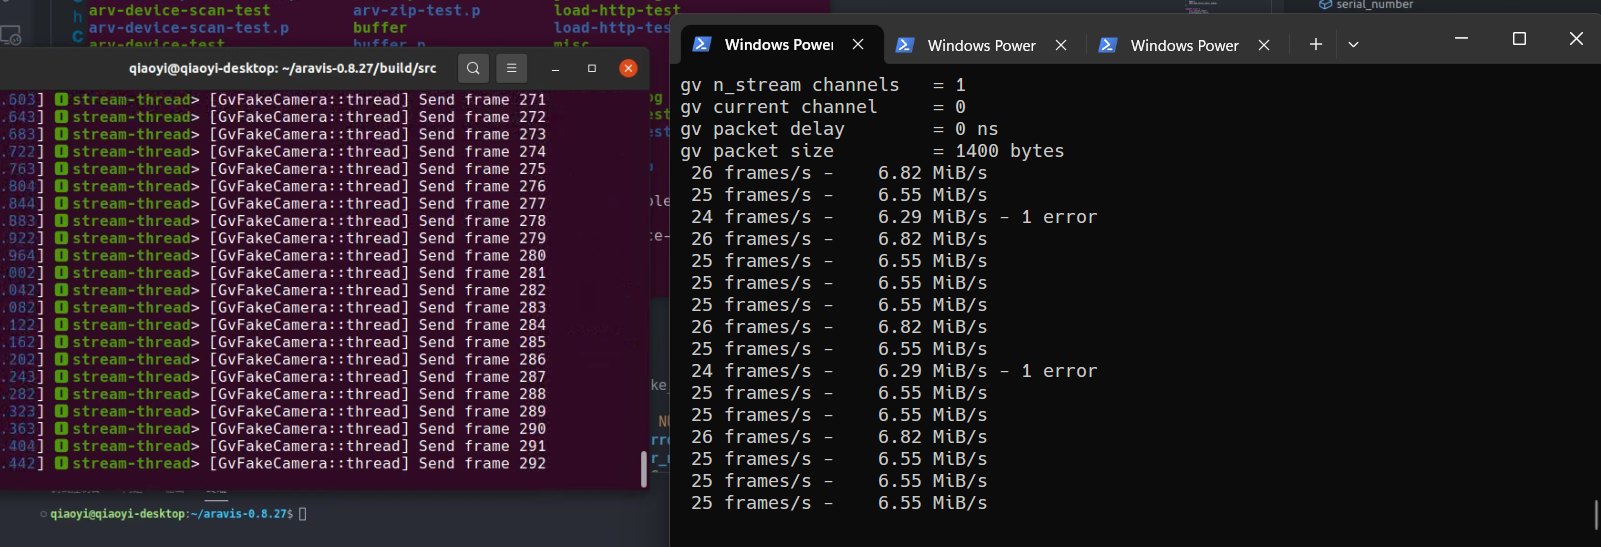 arv-device-scan-test arv-zip-test.p load-http-test
arv-device-scan-test.p buffer load-http-tes
arv-device-test buffer.p misc
serial_number
qiaoyi@qiaoyi-desktop: ~/aravis-0.8.27/build/src
.603] I stream-thread> [GvFakeCamera::thread] Send frame 271
.643] I stream-thread> [GvFakeCamera::thread] Send frame 272
.683] I stream-thread> [GvFakeCamera::thread] Send frame 273
.722] I stream-thread> [GvFakeCamera::thread] Send frame 274
.763] I stream-thread> [GvFakeCamera::thread] Send frame 275
.804] I stream-thread> [GvFakeCamera::thread] Send frame 276
.844] I stream-thread> [GvFakeCamera::thread] Send frame 277
.883] I stream-thread> [GvFakeCamera::thread] Send frame 278
.922] I stream-thread> [GvFakeCamera::thread] Send frame 279
.964] I stream-thread> [GvFakeCamera::thread] Send frame 280
.002] I stream-thread> [GvFakeCamera::thread] Send frame 281
.042] I stream-thread> [GvFakeCamera::thread] Send frame 282
.082] I stream-thread> [GvFakeCamera::thread] Send frame 283
.122] I stream-thread> [GvFakeCamera::thread] Send frame 284
.162] I stream-thread> [GvFakeCamera::thread] Send frame 285
.202] I stream-thread> [GvFakeCamera::thread] Send frame 286
.243] I stream-thread> [GvFakeCamera::thread] Send frame 287
.282] I stream-thread> [GvFakeCamera::thread] Send frame 288
.323] I stream-thread> [GvFakeCamera::thread] Send frame 289
.363] I stream-thread> [GvFakeCamera::thread] Send frame 290
.404] I stream-thread> [GvFakeCamera::thread] Send frame 291
.442] I stream-thread> [GvFakeCamera::thread] Send frame 292
qiaoyi@qiaoyi-desktop:~/aravis-0.8.27$
Windows Power Windows Power Windows Power
gv n_stream channels = 1
gv current channel = 0
gv packet delay = 0 ns
gv packet size = 1400 bytes
26 frames/s - 6.82 MiB/s
25 frames/s - 6.55 MiB/s
24 frames/s - 6.29 MiB/s - 1 error
26 frames/s - 6.82 MiB/s
25 frames/s - 6.55 MiB/s
25 frames/s - 6.55 MiB/s
25 frames/s - 6.55 MiB/s
26 frames/s - 6.82 MiB/s
25 frames/s - 6.55 MiB/s
24 frames/s - 6.29 MiB/s - 1 error
25 frames/s - 6.55 MiB/s
25 frames/s - 6.55 MiB/s
26 frames/s - 6.82 MiB/s
25 frames/s - 6.55 MiB/s
25 frames/s - 6.55 MiB/s
25 frames/s - 6.55 MiB/s